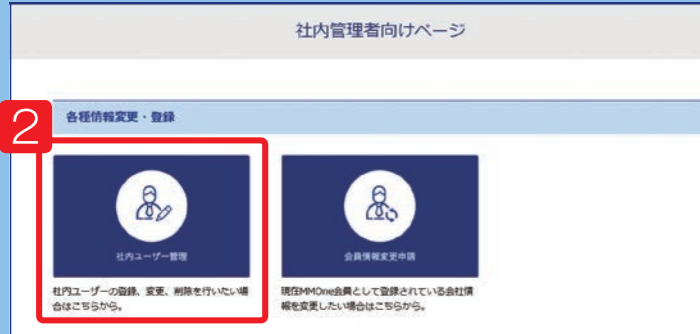 社内管理者向けページ
2
各種情報変更・登録
社内ユーザー管理
会員情報変更申請
社内ユーザーの登録、変更、削除を行いたい場
合はこちらから。
現在MMOne会員として登録されている会社情
報を変更したい場合はこちらから。